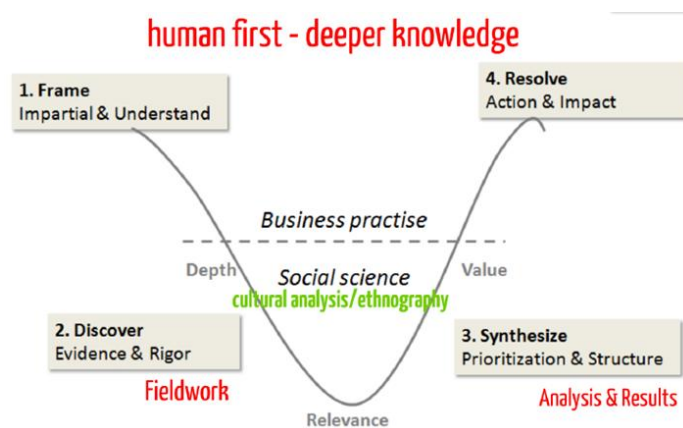 human first - deeper knowledge
1. Frame
Impartial & Understand
4. Resolve
Action & Impact
Business practise
Depth
Value
Social science
cultural analysis/ethnography
2. Discover
Evidence & Rigor
3. Synthesize
Prioritization & Structure
Fieldwork
Analysis & Results
Relevance